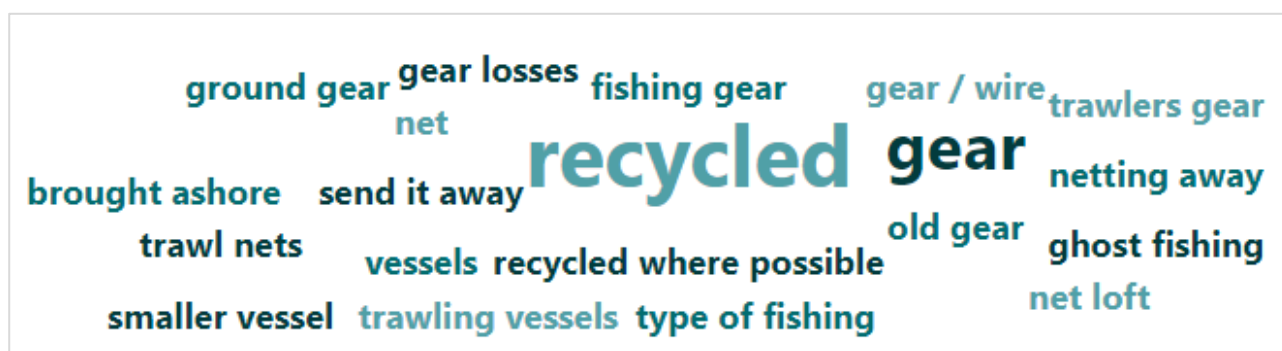 gear losses
ground gear
fishing gear
gear / wire
trawlers gear
net
recycled
gear
netting away
brought ashore
send it away
old gear
ghost fishing
trawl nets
vessels
recycled where possible
net loft
smaller vessel
trawling vessels
type of fishing